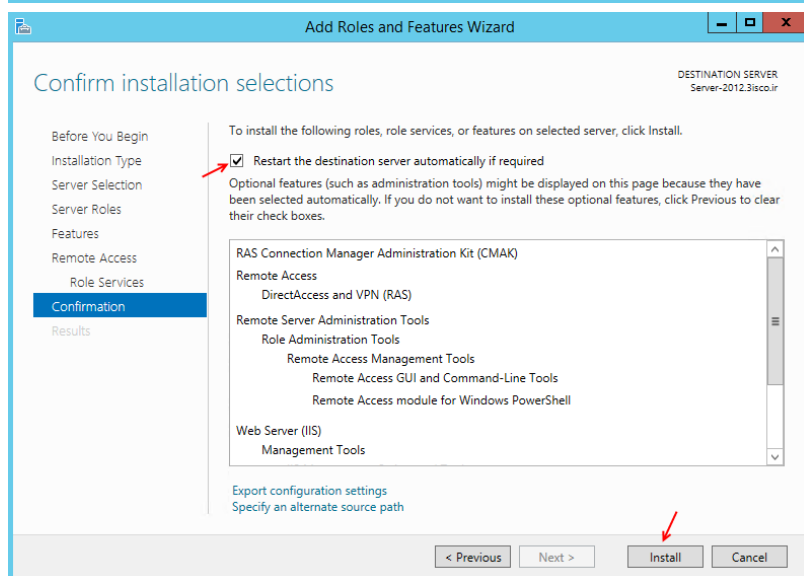 Add Roles and Features Wizard
Confirm installation selections
DESTINATION SERVER
Server-2012.3isco.ir
Before You Begin
Installation Type
Server Selection
Server Roles
Features
Remote Access
Role Services
Confirmation
Results
To install the following roles, role services, or features on selected server, click Install.
Restart the destination server automatically if required
Optional features (such as administration tools) might be displayed on this page because they have
been selected automatically. If you do not want to install these optional features, click Previous to clear
their check boxes.
RAS Connection Manager Administration Kit (CMAK)
Remote Access
DirectAccess and VPN (RAS)
Remote Server Administration Tools
Role Administration Tools
Remote Access Management Tools
Remote Access GUI and Command-Line Tools
Remote Access module for Windows PowerShell
Web Server (IIS)
Management Tools
Export configuration settings
Specify an alternate source path
< Previous
Next >
Install
Cancel